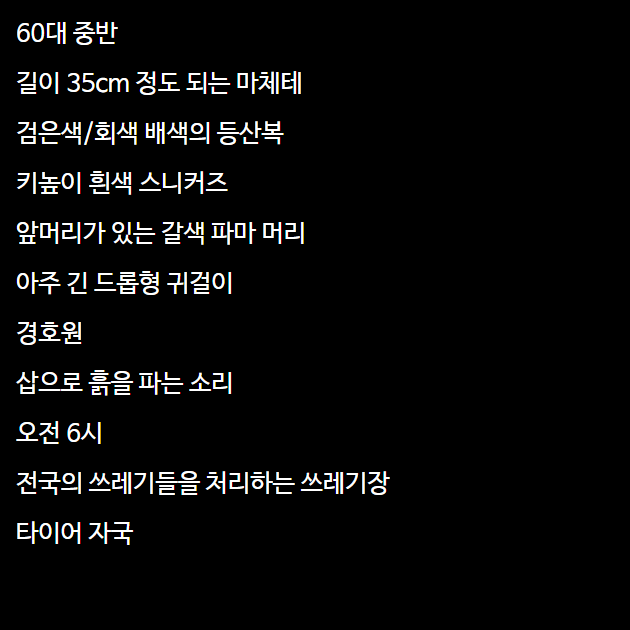 60대 중반
길이 35cm 정도 되는 마체테
검은색/회색 배색의 등산복
키높이 흰색 스니커즈
앞머리가 있는 갈색 파마 머리
아주 긴 드롭형 귀걸이
경호원
삽으로 흙을 파는 소리
오전 6시
전국의 쓰레기들을 처리하는 쓰레기장
타이어 자국